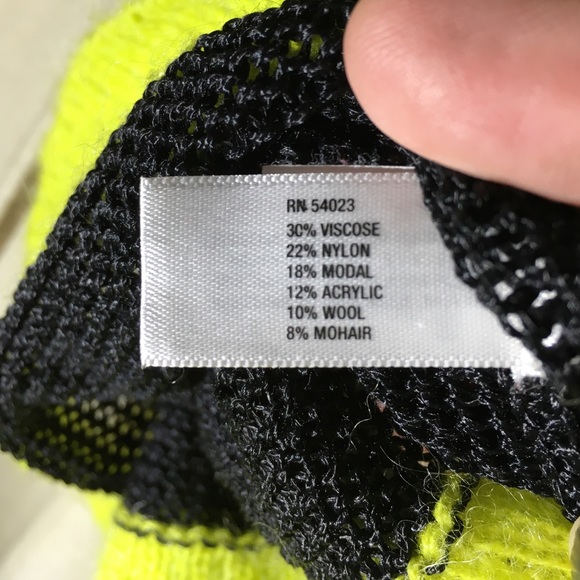 RN 54023
30% VISCOSE
22% NYLON
18% MODAL
12% ACRYLIC
10% WOOL
8% MOHAIR